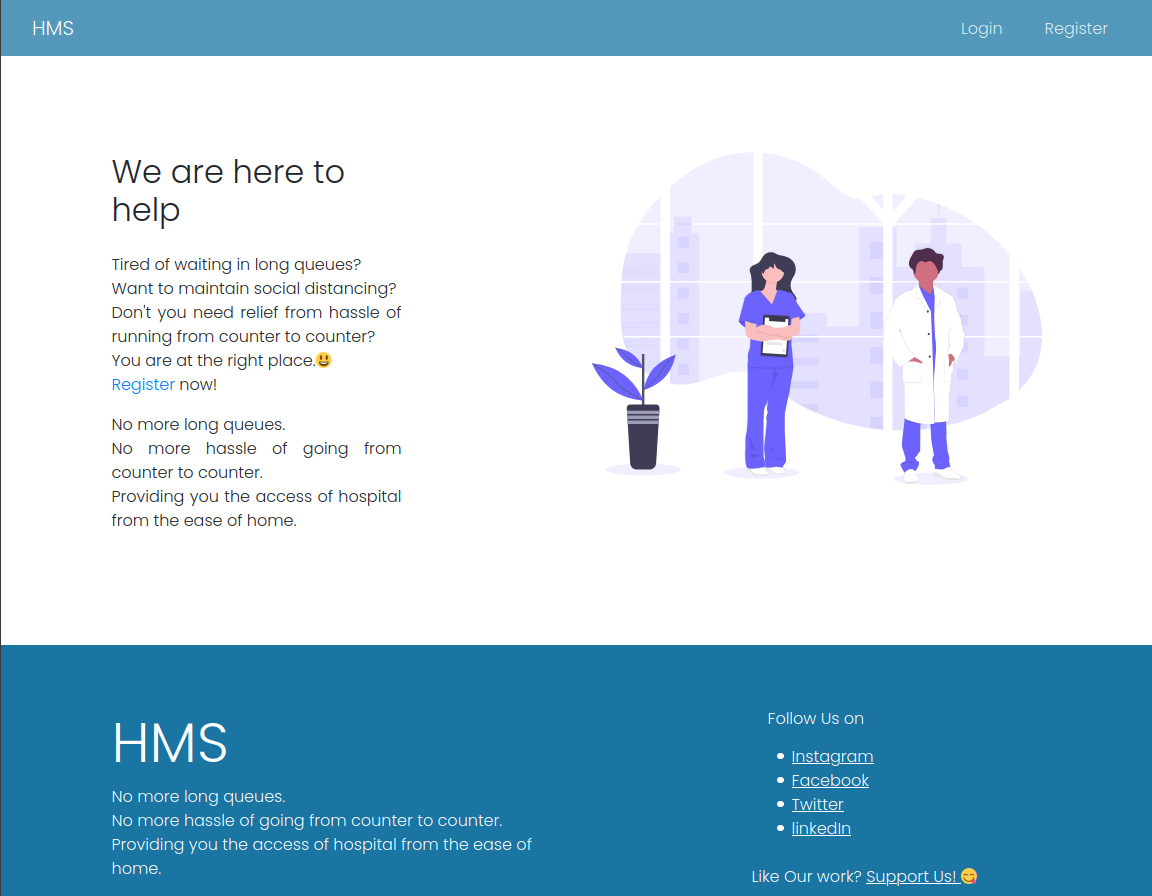 HMS
Login
Register
We are here to
help
Tired of waiting in long queues?
Want to maintain social distancing?
Don't you need relief from hassle of
running from counter to counter?
You are at the right place.😃
Register now!
No more long queues.
No more hassle of going from
counter to counter.
Providing you the access of hospital
from the ease of home.
HMS
No more long queues.
No more hassle of going from counter to counter.
Providing you the access of hospital from the ease of
home.
Follow Us on
Instagram
Facebook
Twitter
linkedIn
Like Our work? Support Us! 😋